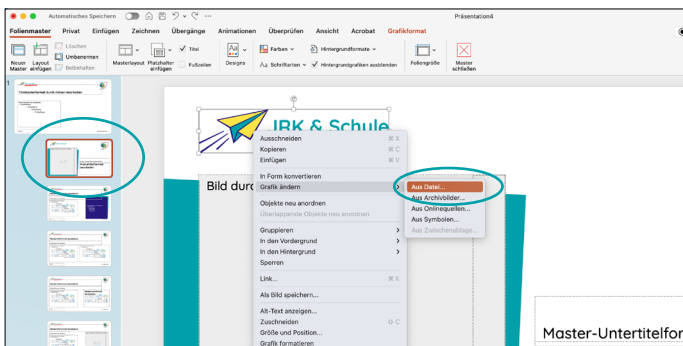 Automatisches Speichern
Präsentation4
Folienmaster Privat Einfügen Zeichnen Übergänge Animationen Überprüfen Ansicht Acrobat Grafikformat
Neuer Master
Layout einfügen
Löschen
Umbenennen
Beibehalten
Masterlayout
Platzhalter einfügen
Titel
Fußzeilen
Designs
Farben
Schriftarten
Hintergrundformate
Hintergrundgrafiken ausblenden
Foliengröße
Master schließen
1
JRK & Schule
Bild durc
Ausschneiden ⌘ X
Kopieren ⌘ C
Einfügen ⌘ V
In Form konvertieren
Grafik ändern
Objekte neu anordnen
Überlappende Objekte neu anordnen
Gruppieren
In den Vordergrund
In den Hintergrund
Sperren
Link... ⌘ K
Als Bild speichern...
Alt-Text anzeigen...
Zuschneiden ⇧ C
Größe und Position...
Grafik formatieren
Aus Datei...
Aus Archivbilder...
Aus Onlinequellen...
Aus Symbolen...
Aus Zwischenablage...
Master-Untertitelfor